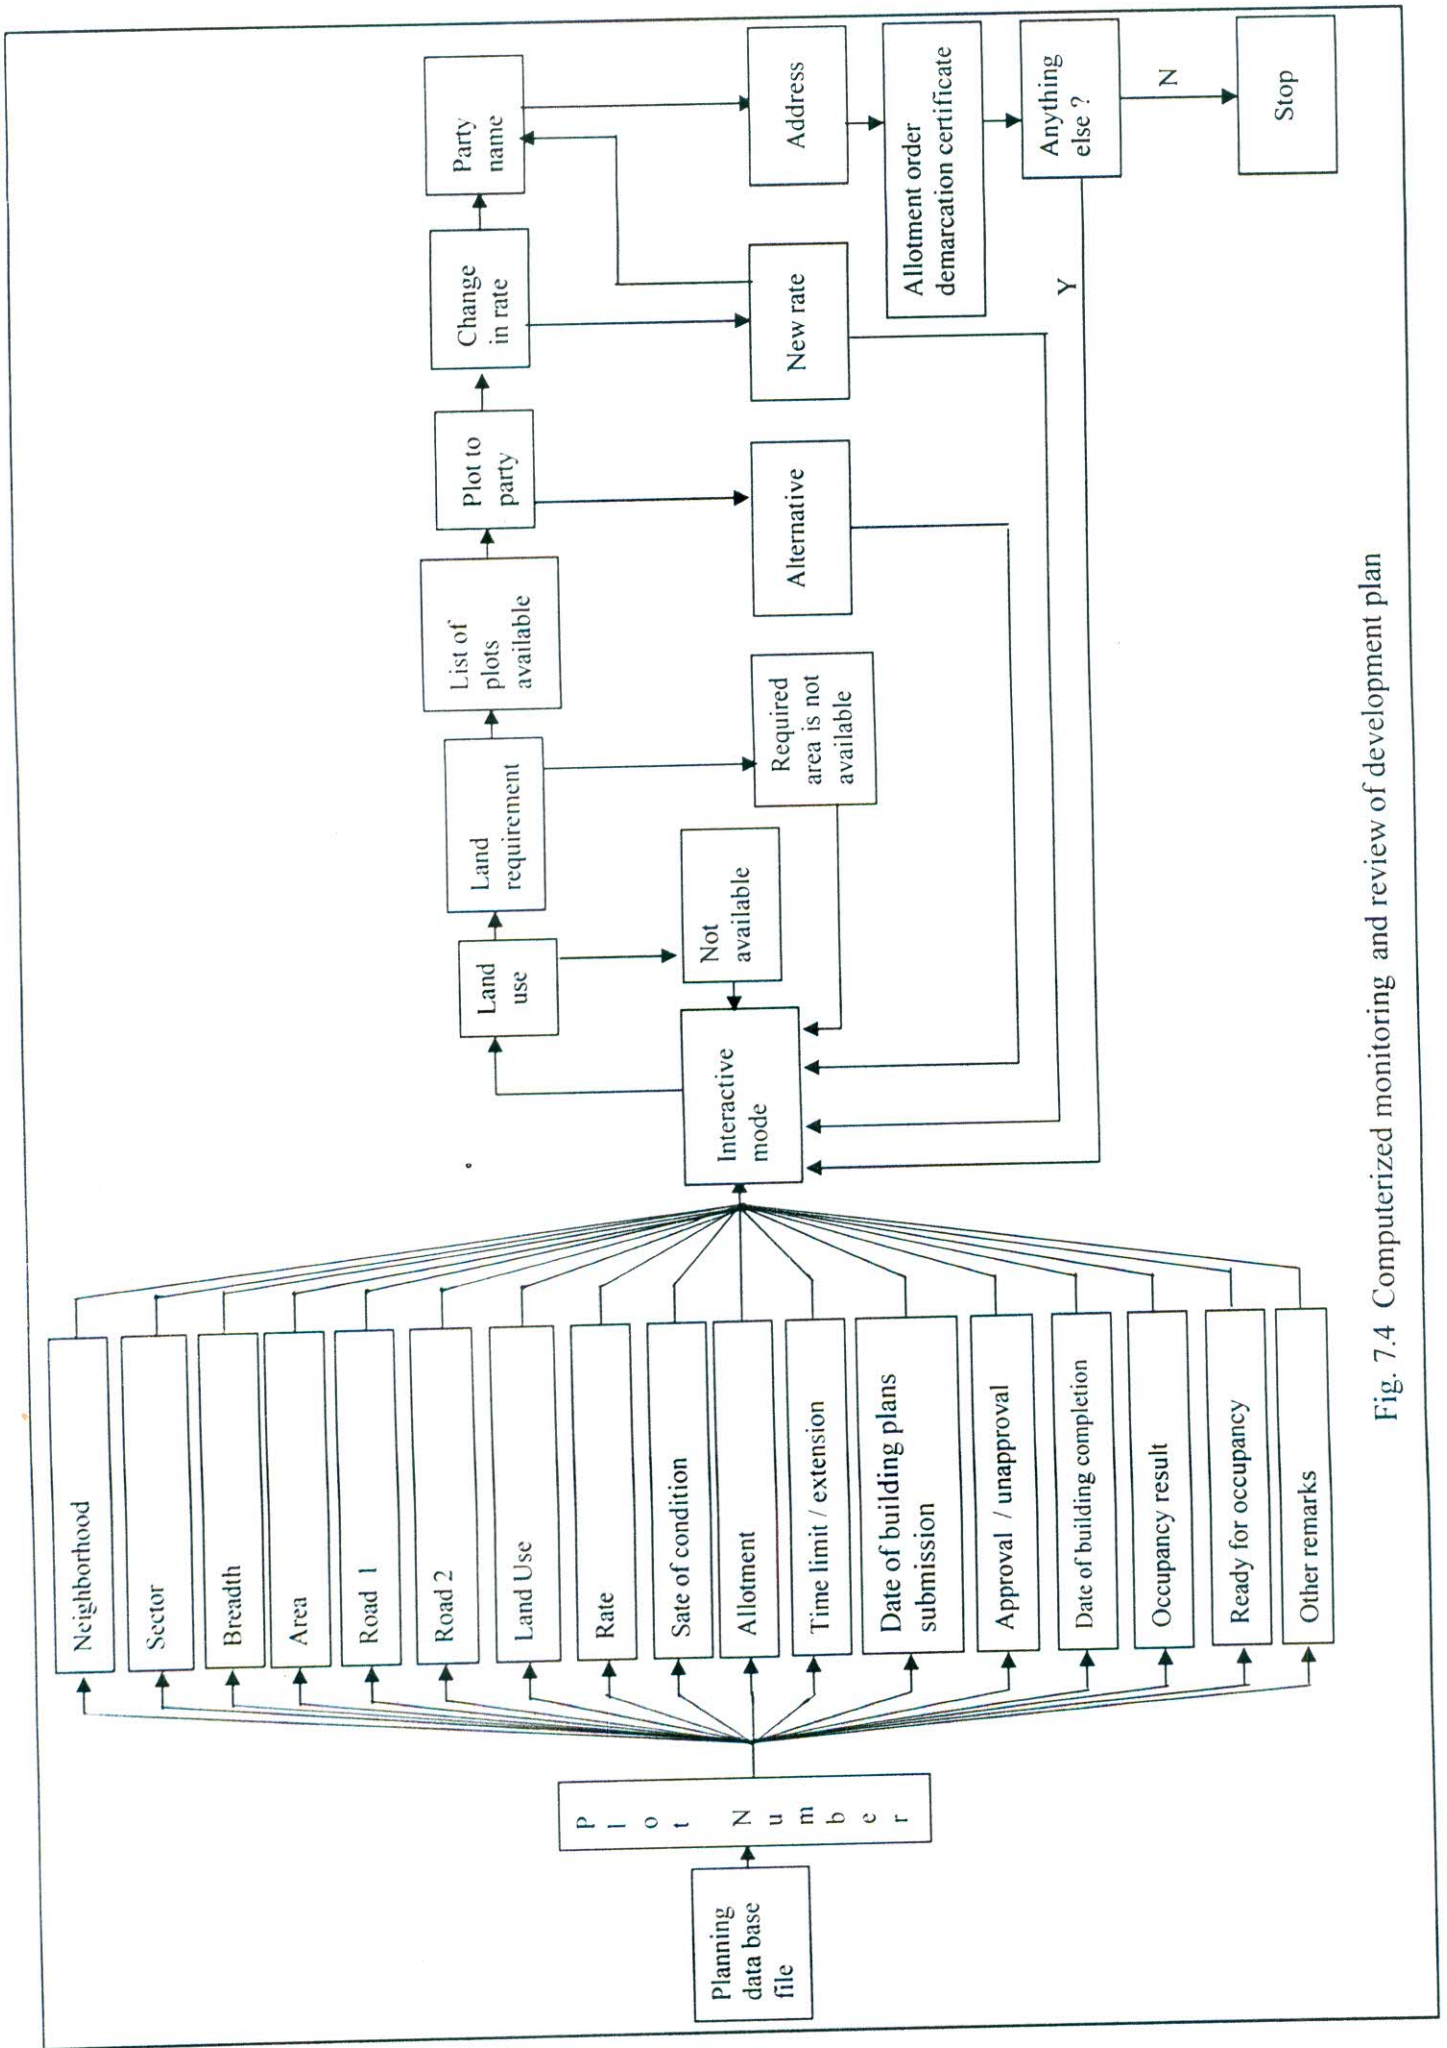 Planning
data base
file
P
l
o
t
N
u
m
b
e
r
Neighborhood
Sector
Breadth
Area
Road 1
Road 2
Land Use
Rate
Sate of condition
Allotment
Time limit / extension
Date of building plans
submission
Approval / unapproval
Date of building completion
Occupancy result
Ready for occupancy
Other remarks
Interactive
mode
Land
use
Not
available
Land
requirement
Required
area is not
available
List of
plots
available
Plot to
party
Alternative
Change
in rate
New rate
Party
name
Address
Allotment order
demarcation certificate
Anything
else ?
Y
N
Stop
Fig. 7.4 Computerized monitoring and review of development plan